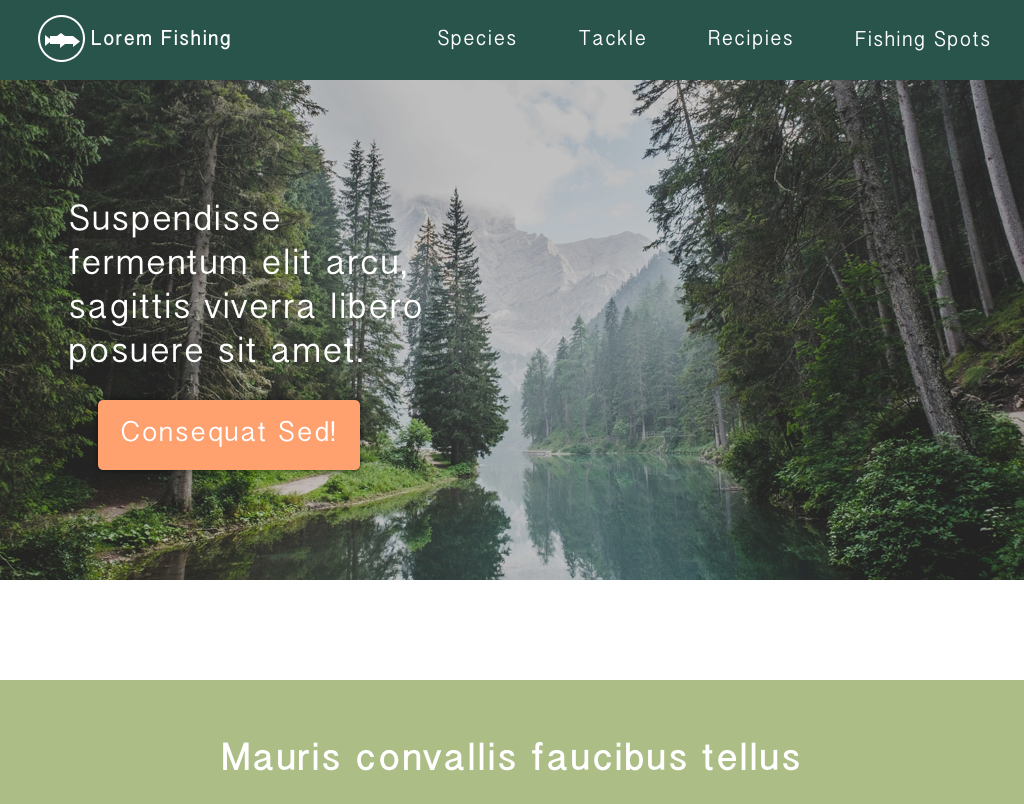 Lorem Fishing Species Tackle Recipies Fishing Spots
Suspendisse
fermentum elit arcu,
sagittis viverra libero
posuere sit amet.
Consequat Sed!
Mauris convallis faucibus tellus